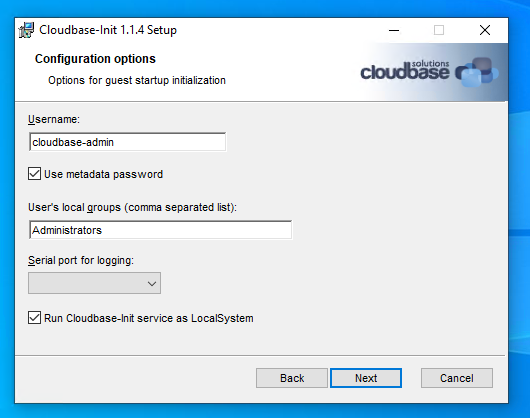 Cloudbase-Init 1.1.4 Setup
Configuration options
Options for guest startup initialization
cloudbase solutions
Username:
cloudbase-admin
Use metadata password
User's local groups (comma separated list):
Administrators
Serial port for logging:
Run Cloudbase-Init service as LocalSystem
Back Next Cancel